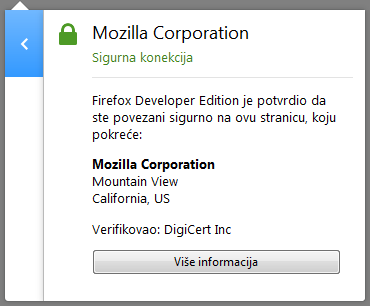 Mozilla Corporation
Sigurna konekcija
Firefox Developer Edition je potvrdio da
ste povezani sigurno na ovu stranicu, koju
pokreće:
Mozilla Corporation
Mountain View
California, US
Verifikovao: DigiCert Inc
Više informacija